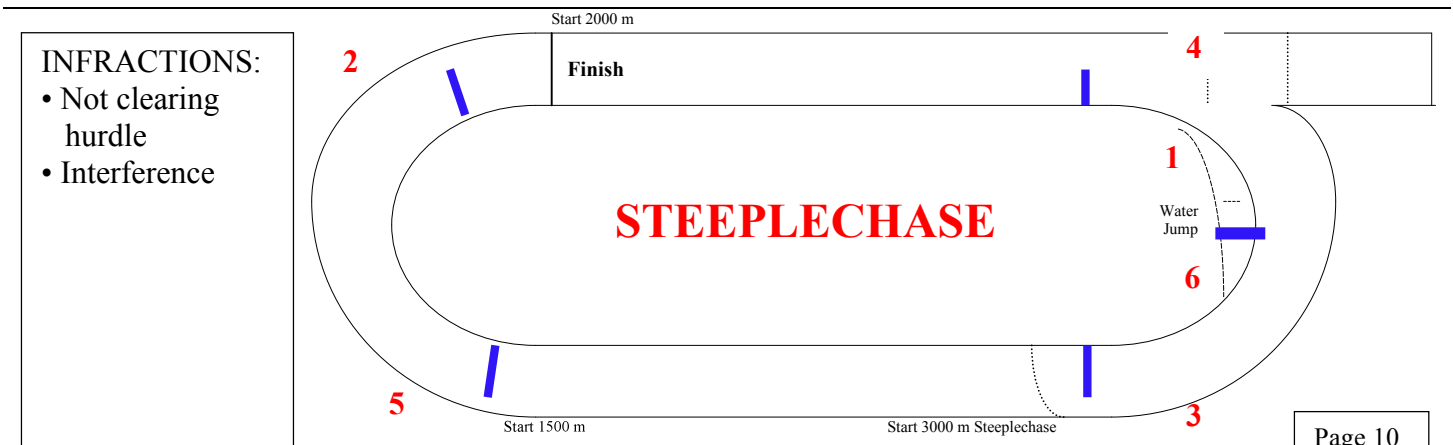 INFRACTIONS:
• Not clearing
hurdle
• Interference
Start 2000 m
2
Finish
4
1
STEEPLECHASE
Water
Jump
6
5
3
Start 1500 m
Start 3000 m Steeplechase
Page 10